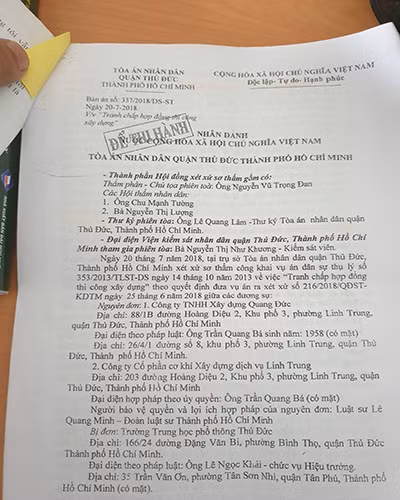 TÒA ÁN NHÂN DÂN
QUẬN THỦ ĐỨC
THÀNH PHỐ HỒ CHÍ MINH
CỘNG HÒA XÃ HỘI CHỦ NGHĨA VIỆT NAM
Độc lập- Tự do- Hạnh phúc
Bản án số: 337/2018/DS-ST
Ngày 20-7-2018.
V/v "Tranh chấp hợp đồng thi công
xây dựng"
ĐỂ THI HÀNH
NHÂN DANH
NƯỚC CỘNG HÒA XÃ HỘI CHỦ NGHĨA VIỆT NAM
TÒA ÁN NHÂN DÂN QUẬN THỦ ĐỨC THÀNH PHỐ HỒ CHÍ MINH
- Thành phần Hội đồng xét xử sơ thẩm gồm có:
Thẩm phán - Chủ tọa phiên toà: Ông Nguyễn Vũ Trọng Đan
Các Hội thẩm nhân dân:
1. Ông Chu Mạnh Tường
2. Bà Nguyễn Thị Lượng
- Thư ký phiên tòa: Ông Lê Quang Lâm -Thư ký Tòa án nhân dân quận
Thủ Đức, Thành phố Hồ Chí Minh.
- Đại diện Viện kiểm sát nhân dân quận Thủ Đức, Thành phố Hồ Chí
Minh tham gia phiên tòa: Bà Nguyễn Thị Như Khương - Kiểm sát viên.
Ngày 20 tháng 7 năm 2018, tại trụ sở Tòa án nhân dân quận Thủ Đức,
Thành phố Hồ Chí Minh xét xử sơ thẩm công khai vụ án dân sự thụ lý số
353/2013/TLST-DS ngày 14 tháng 10 năm 2013 về việc "Tranh chấp hợp đồng
thi công xây dựng" theo quyết định đưa vụ án ra xét xử số 216/2018/QĐST-
KDTM ngày 25 tháng 6 năm 2018 giữa các đương sự:
Nguyên đơn: 1. Công ty TNHH Xây dựng Quang Đức
Địa chỉ: 88/1B đường Hoàng Diệu 2, Khu phố 3, phường Linh Trung,
quận Thủ Đức, Thành phố Hồ Chí Minh
Đại diện theo pháp luật: Ông Trần Quang Bá sinh năm: 1958 (có mặt)
Địa chỉ: 26/4/1 đường số 8, khu phố 3, phường Linh Trung, quận Thủ
Đức, Thành phố Hồ Chí Minh.
2. Công ty Cổ phần cơ khí Xây dựng dịch vụ Linh Trung
Địa chỉ: 203 đường Hoàng Diệu 2, Khu phố 3, phường Linh Trung, quận
Thủ Đức, Thành phố Hồ Chí Minh
Đại diện hợp pháp theo ủy quyền: Ông Trần Quang Bá (có mặt)
Người bảo vệ quyền và lợi ích hợp pháp của nguyên đơn: Luật sư Lê
Quang Minh – Đoàn luật sư Thành phố Hồ Chí Minh
Bị đơn: Trường Trung học phổ thông Thủ Đức
Địa chỉ: 166/24 đường Đặng Văn Bi, phường Bình Thọ, quận Thủ Đức
Thành phố Hồ Chí Minh.
Đại diện theo pháp luật: Ông Lê Ngọc Khải - chức vụ Hiệu trưởng.
Địa chỉ: 35 Trần Văn Ơn, phường Tân Sơn Nhì, quận Tân Phú, Thành phố
Hồ Chí Minh (có mặt).